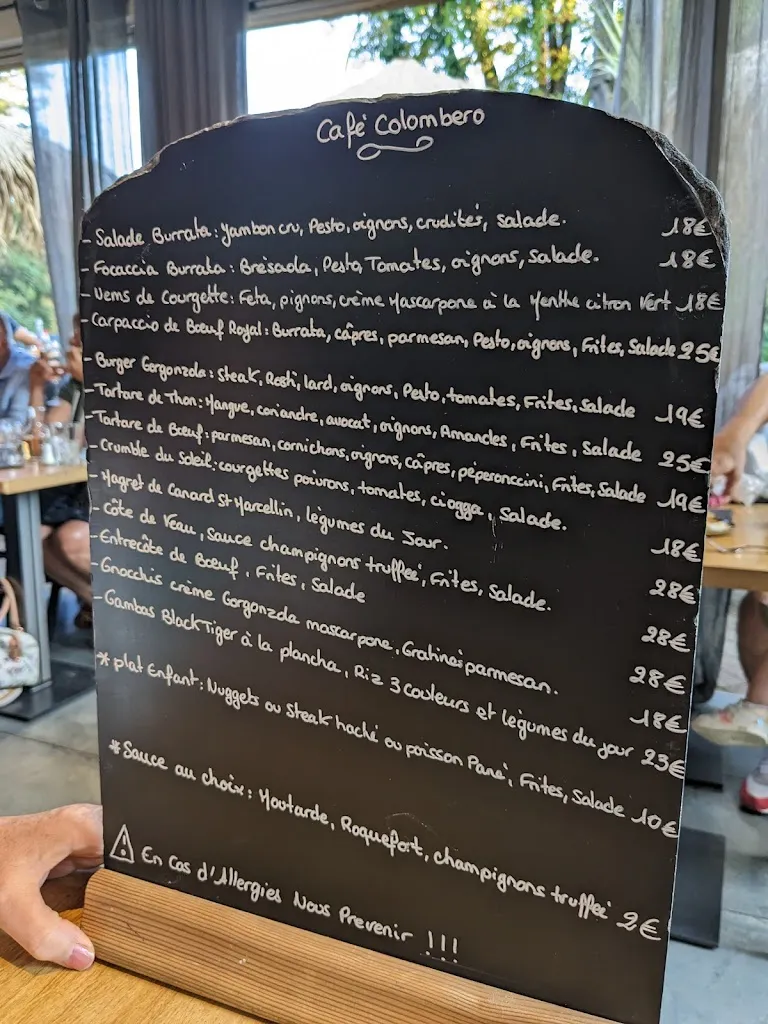 Café Colombero
- Salade Burrata : Jambon cru, Pesto, oignons, crudités, salade. 18€
- Focaccia Burrata : Brésaola, Pesto, Tomates, oignons, salade. 18€
- Nems de Courgette : Feta, pignons, crème Mascarpone à la Menthe citron Vert 18€
- Carpaccio de Bœuf Royal : Burrata, câpres, parmesan, Pesto, oignons, Frites, Salade 25€
- Burger Gorgonzola : Steak, Rosti, lard, oignons, Pesto, tomates, Frites, salade 19€
- Tartare de Thon : Mangue, coriandre, avocat, oignons, Amandes, Frites, Salade 25€
- Tartare de Bœuf : parmesan, cornichons, oignons, câpres, péperonccini, Frites, Salade 19€
- Crumble du Soleil : courgettes poivrons, tomates, ciogga, Salade. 18€
- Magret de Canard St Marcellin, légumes du Jour. 28€
- Côte de Veau, Sauce champignons truffée, Frites, Salade. 28€
- Entrecôte de Bœuf, Frites, Salade 28€
- Gnocchis crème Gorgonzola mascarpone, Gratinés parmesan. 18€
- Gambas Black Tiger à la plancha, Riz 3 Couleurs et légumes du jour 23€
* plat Enfant : Nuggets ou Steak haché ou poisson Pané, Frites, Salade 10€
* Sauce au choix : Moutarde, Roquefort, champignons truffée 2€
⚠ En Cas d'Allergies Nous Prevenir !!!